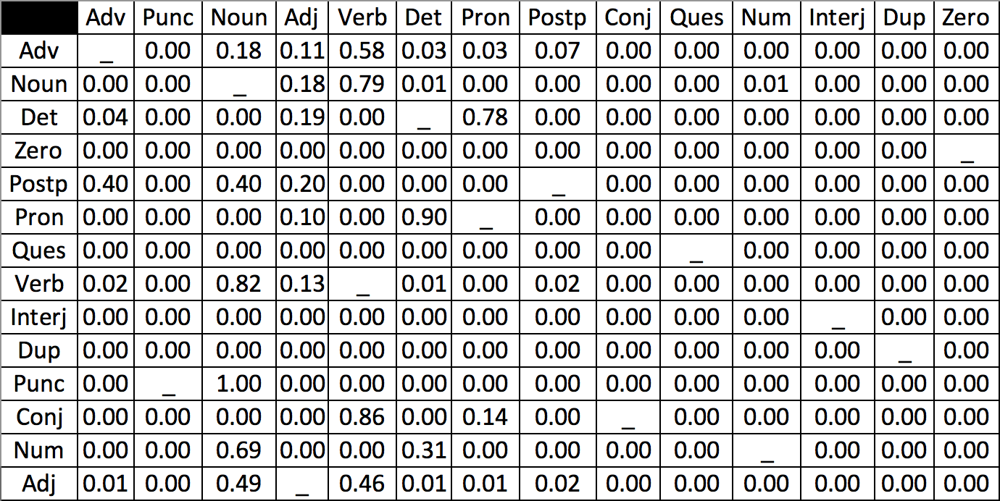 Adv Punc Noun Adj Verb Det Pron Postp Conj Ques Num Interj Dup Zero
Adv _ 0.00 0.18 0.11 0.58 0.03 0.03 0.07 0.00 0.00 0.00 0.00 0.00 0.00
Noun 0.00 0.00 _ 0.18 0.79 0.01 0.00 0.00 0.00 0.00 0.01 0.00 0.00 0.00
Det 0.04 0.00 0.00 0.19 0.00 _ 0.78 0.00 0.00 0.00 0.00 0.00 0.00 0.00
Zero 0.00 0.00 0.00 0.00 0.00 0.00 0.00 0.00 0.00 0.00 0.00 0.00 0.00 _
Postp 0.40 0.00 0.40 0.20 0.00 0.00 0.00 _ 0.00 0.00 0.00 0.00 0.00 0.00
Pron 0.00 0.00 0.00 0.10 0.00 0.90 _ 0.00 0.00 0.00 0.00 0.00 0.00 0.00
Ques 0.00 0.00 0.00 0.00 0.00 0.00 0.00 0.00 0.00 _ 0.00 0.00 0.00 0.00
Verb 0.02 0.00 0.82 0.13 _ 0.01 0.00 0.02 0.00 0.00 0.00 0.00 0.00 0.00
Interj 0.00 0.00 0.00 0.00 0.00 0.00 0.00 0.00 0.00 0.00 0.00 _ 0.00 0.00
Dup 0.00 0.00 0.00 0.00 0.00 0.00 0.00 0.00 0.00 0.00 0.00 0.00 _ 0.00
Punc 0.00 _ 1.00 0.00 0.00 0.00 0.00 0.00 0.00 0.00 0.00 0.00 0.00 0.00
Conj 0.00 0.00 0.00 0.00 0.86 0.00 0.14 0.00 _ 0.00 0.00 0.00 0.00 0.00
Num 0.00 0.00 0.69 0.00 0.00 0.31 0.00 0.00 0.00 0.00 _ 0.00 0.00 0.00
Adj 0.01 0.00 0.49 _ 0.46 0.01 0.01 0.02 0.00 0.00 0.00 0.00 0.00 0.00